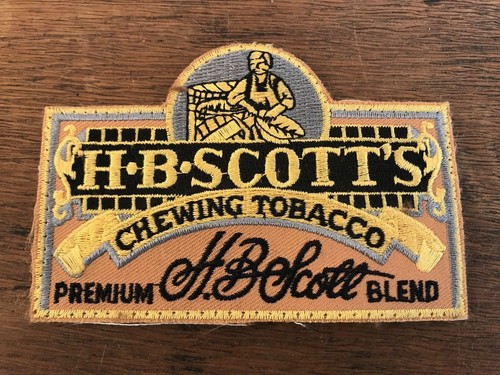 H·B·SCOTT'S
CHEWING TOBACCO
PREMIUM H.B Scott BLEND